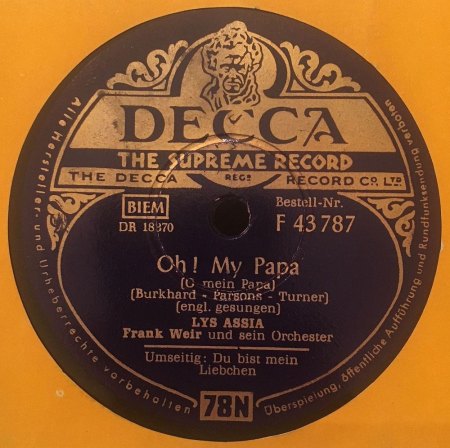 DECCA
THE SUPREME RECORD
THE DECCA REGD RECORD CO. LTD
BIEM
DR 18370
Bestell-Nr.
F 43 787
Oh! My Papa
(O mein Papa)
(Burkhard - Parsons - Turner)
(engl. gesungen)
LYS ASSIA
Frank Weir und sein Orchester
Umseitig: Du bist mein
Liebchen
78N
Alle Hersteller- und Urheberrechte vorbehalten
Überspielung, öffentliche Aufführung und Rundfunksendung verboten